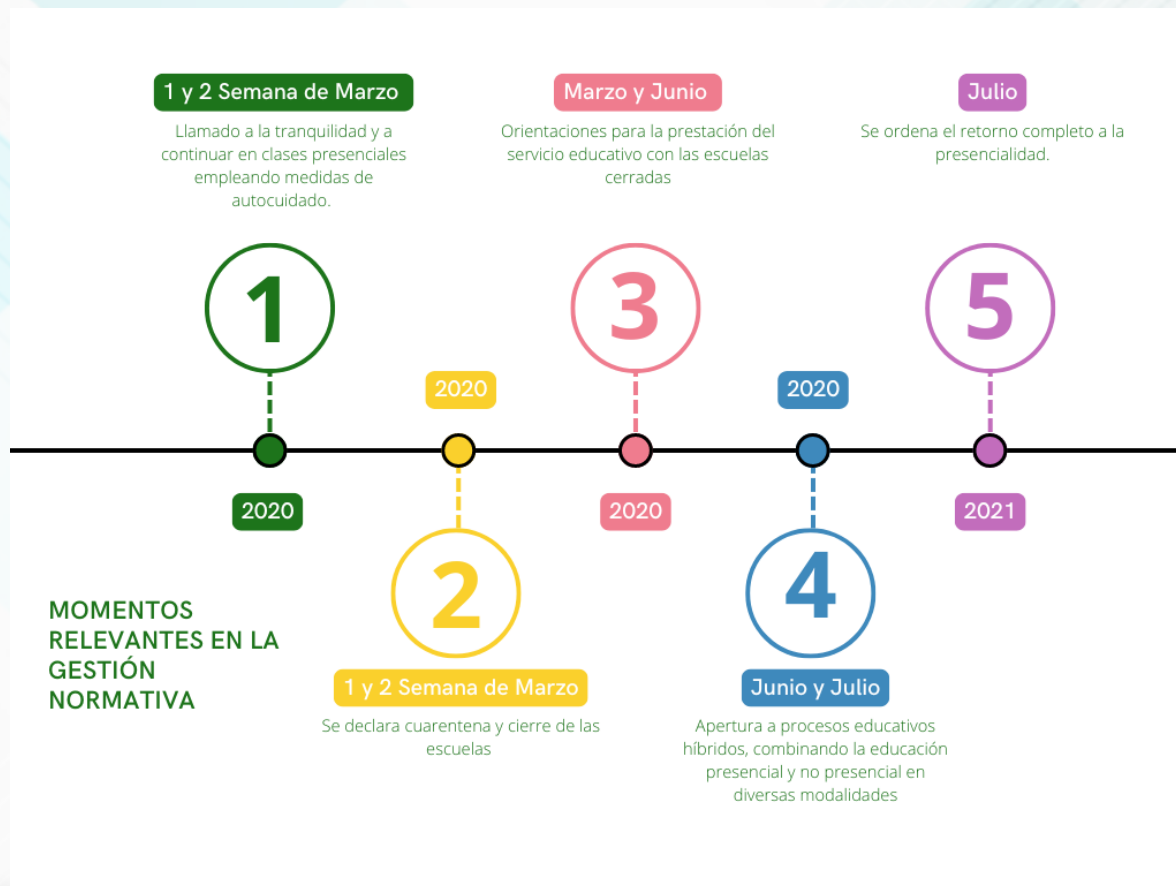 1 y 2 Semana de Marzo
Llamado a la tranquilidad y a
continuar en clases presenciales
empleando medidas de
autocuidado.
1
2020
2020
2
1 y 2 Semana de Marzo
Se declara cuarentena y cierre de las
escuelas
Marzo y Junio
Orientaciones para la prestación del
servicio educativo con las escuelas
cerradas
3
2020
2020
4
Junio y Julio
Apertura a procesos educativos
híbridos, combinando la educación
presencial y no presencial en
diversas modalidades
Julio
Se ordena el retorno completo a la
presencialidad.
5
2021
MOMENTOS
RELEVANTES EN LA
GESTIÓN
NORMATIVA